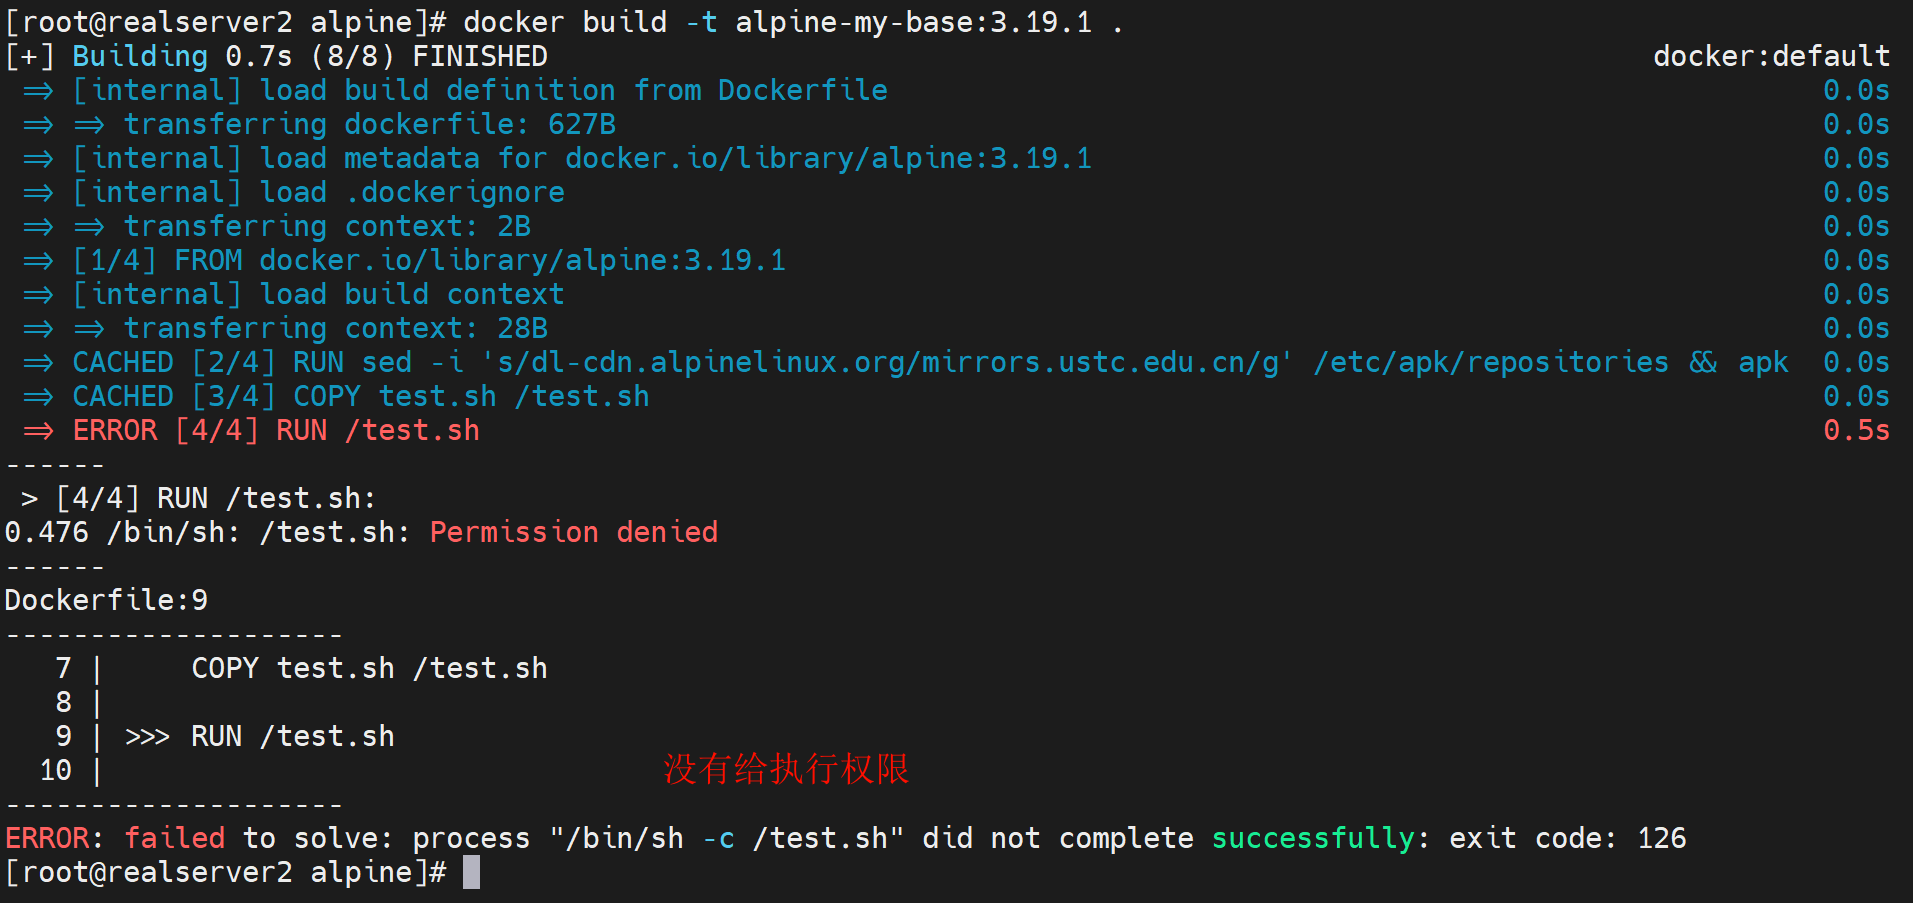 [root@realserver2 alpine]# docker build -t alpine-my-base:3.19.1 .
[+] Building 0.7s (8/8) FINISHED docker:default
=> [internal] load build definition from Dockerfile 0.0s
=> => transferring dockerfile: 627B 0.0s
=> [internal] load metadata for docker.io/library/alpine:3.19.1 0.0s
=> [internal] load .dockerignore 0.0s
=> => transferring context: 2B 0.0s
=> [1/4] FROM docker.io/library/alpine:3.19.1 0.0s
=> [internal] load build context 0.0s
=> => transferring context: 28B 0.0s
=> CACHED [2/4] RUN sed -i 's/dl-cdn.alpinelinux.org/mirrors.ustc.edu.cn/g' /etc/apk/repositories && apk 0.0s
=> CACHED [3/4] COPY test.sh /test.sh 0.0s
=> ERROR [4/4] RUN /test.sh 0.5s
------
> [4/4] RUN /test.sh:
0.476 /bin/sh: /test.sh: Permission denied
------
Dockerfile:9
--------------------
7 | COPY test.sh /test.sh
8 |
9 | >>> RUN /test.sh
10 |
没有给执行权限
--------------------
ERROR: failed to solve: process "/bin/sh -c /test.sh" did not complete successfully: exit code: 126
[root@realserver2 alpine]#